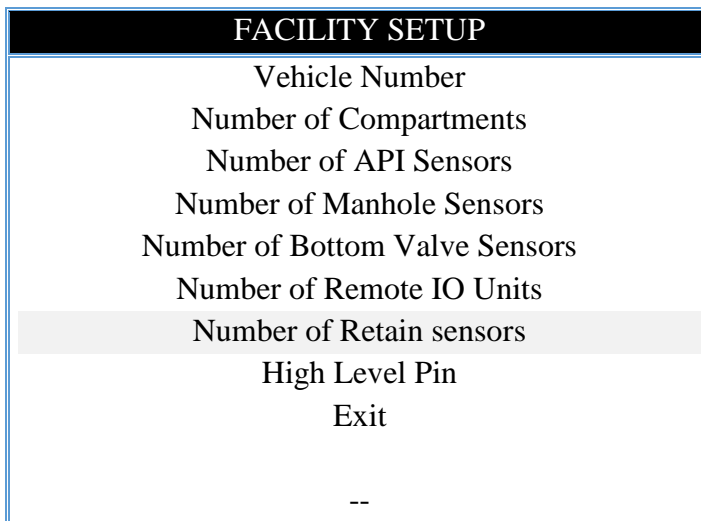 FACILITY SETUP
Vehicle Number
Number of Compartments
Number of API Sensors
Number of Manhole Sensors
Number of Bottom Valve Sensors
Number of Remote IO Units
Number of Retain sensors
High Level Pin
Exit
--